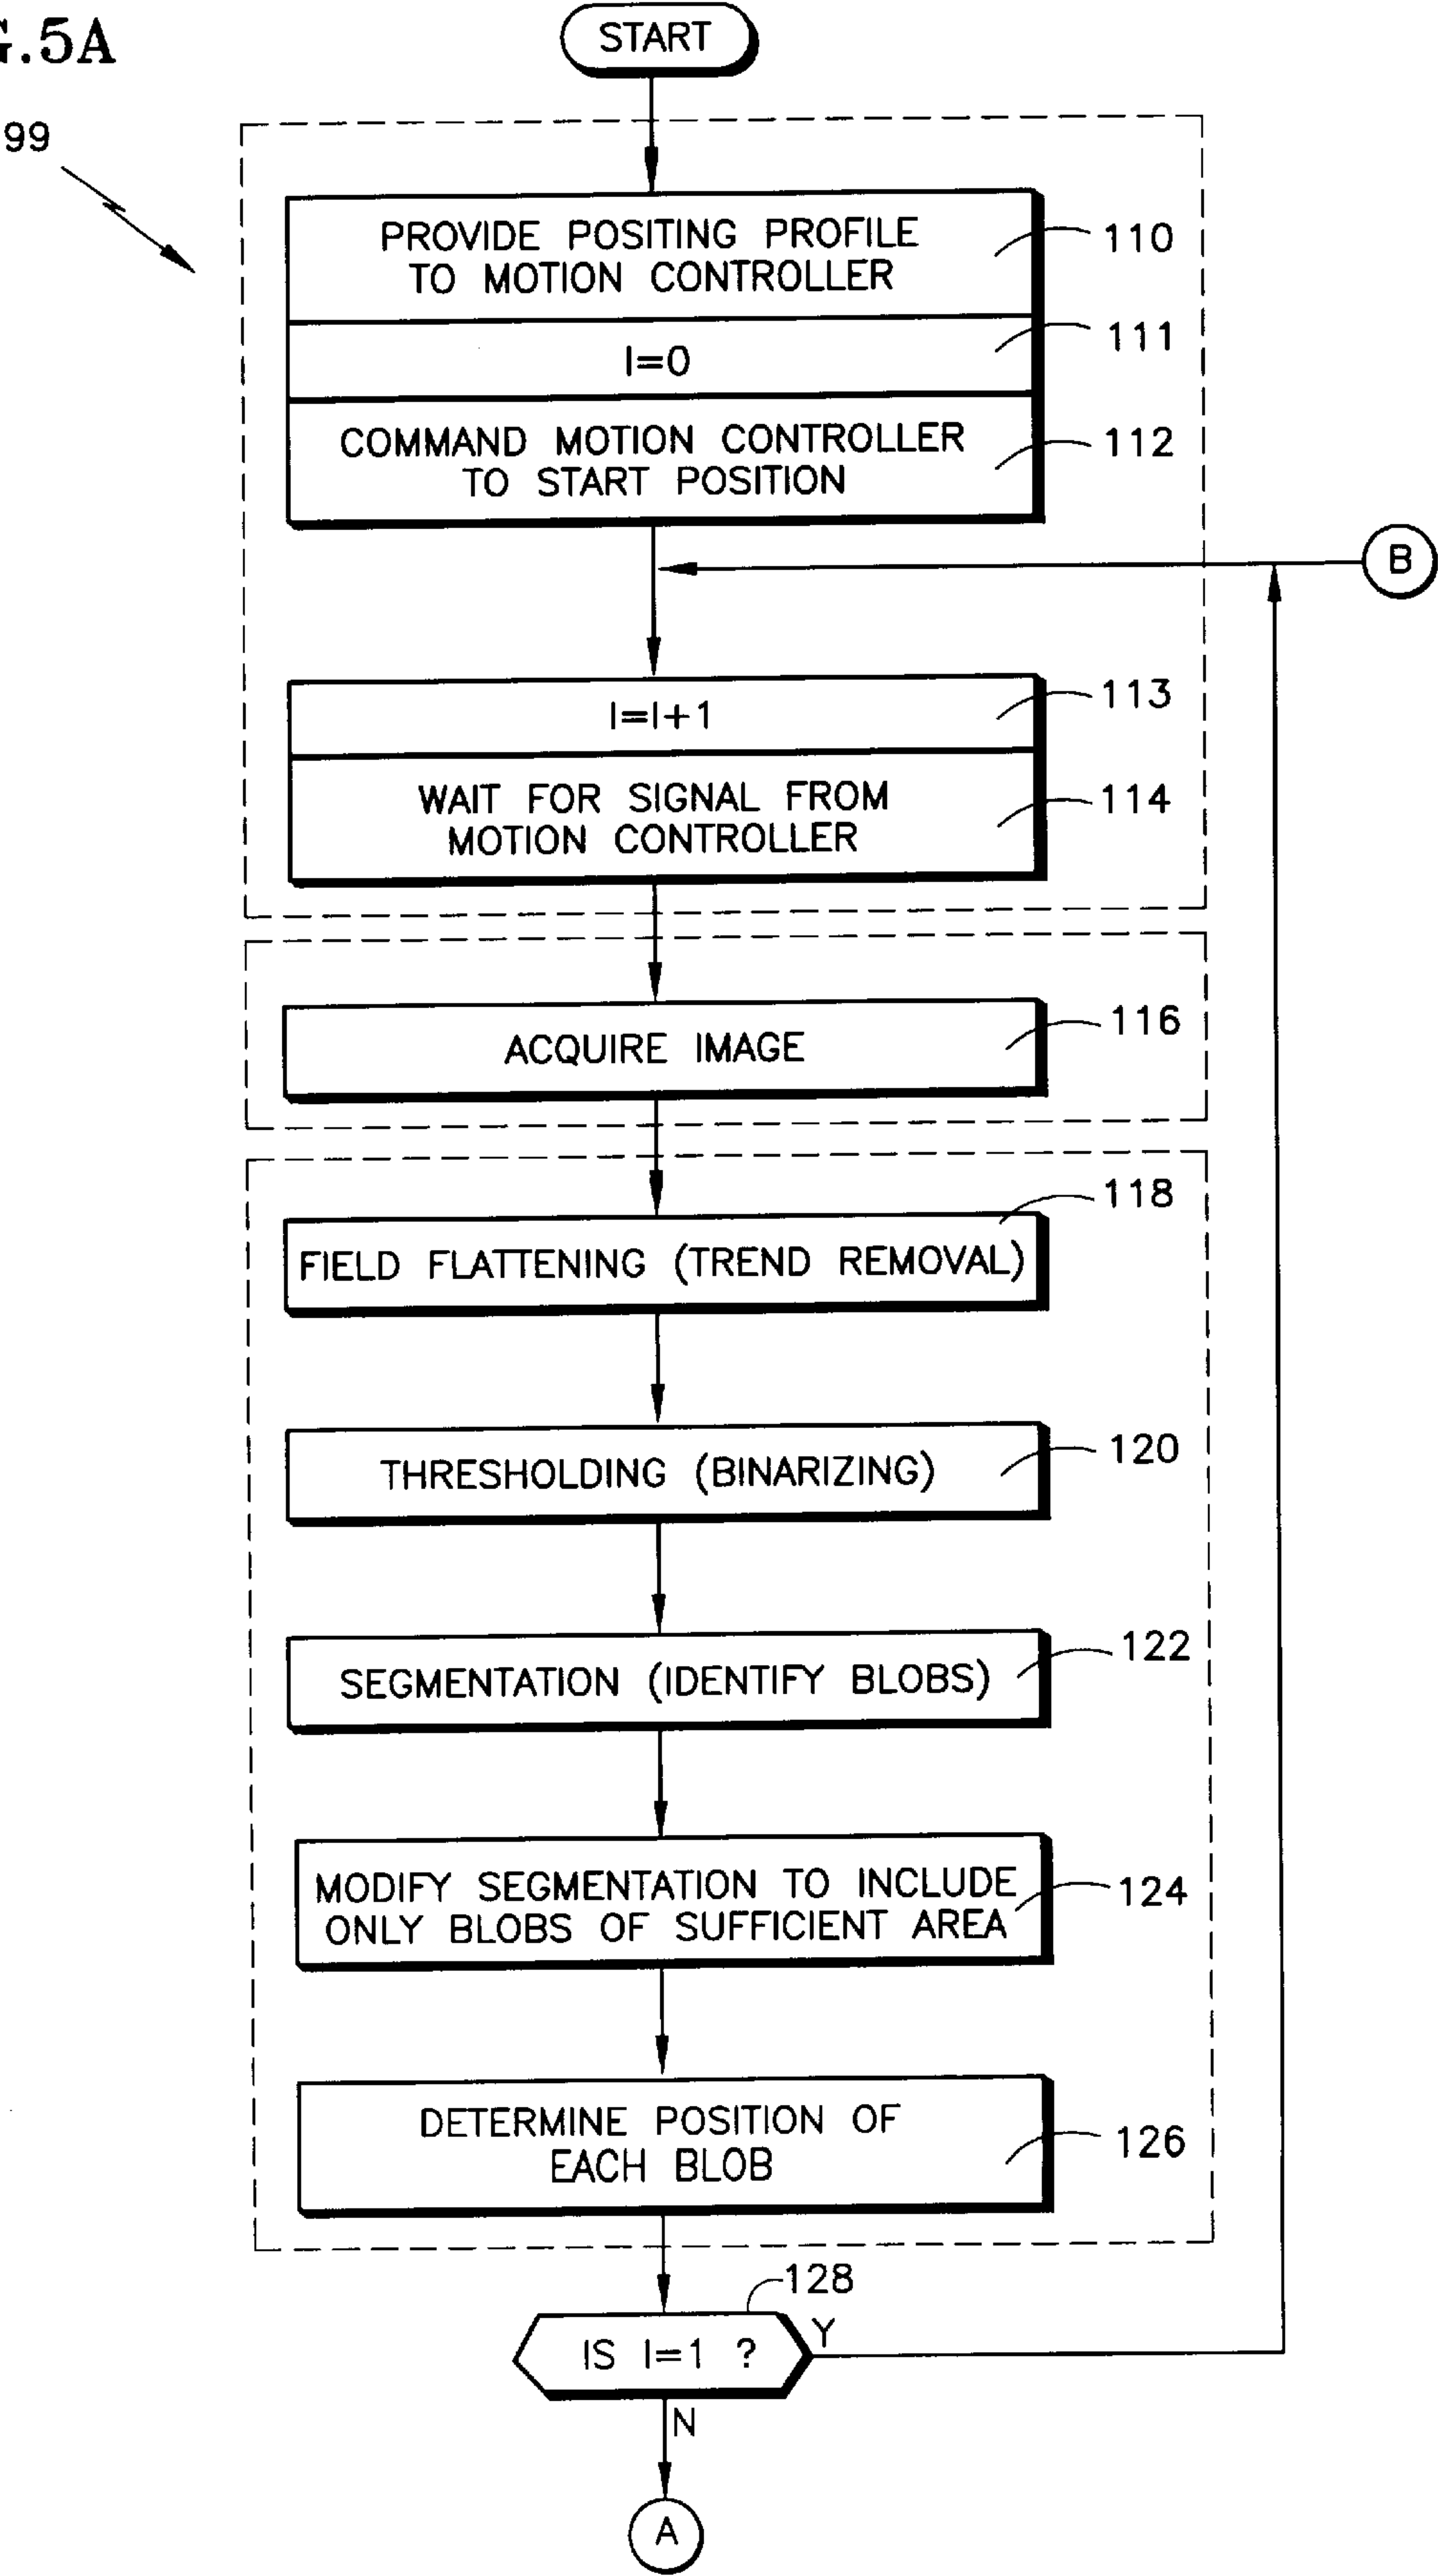 G.5A
START
99
PROVIDE POSITING PROFILE
TO MOTION CONTROLLER
110
I=0
111
COMMAND MOTION CONTROLLER
TO START POSITION
112
B
I=I+1
113
WAIT FOR SIGNAL FROM
MOTION CONTROLLER
114
ACQUIRE IMAGE
116
118
FIELD FLATTENING (TREND REMOVAL)
THRESHOLDING (BINARIZING)
120
SEGMENTATION (IDENTIFY BLOBS)
122
MODIFY SEGMENTATION TO INCLUDE
ONLY BLOBS OF SUFFICIENT AREA
124
DETERMINE POSITION OF
EACH BLOB
126
128
IS I=1 ?
Y
N
A